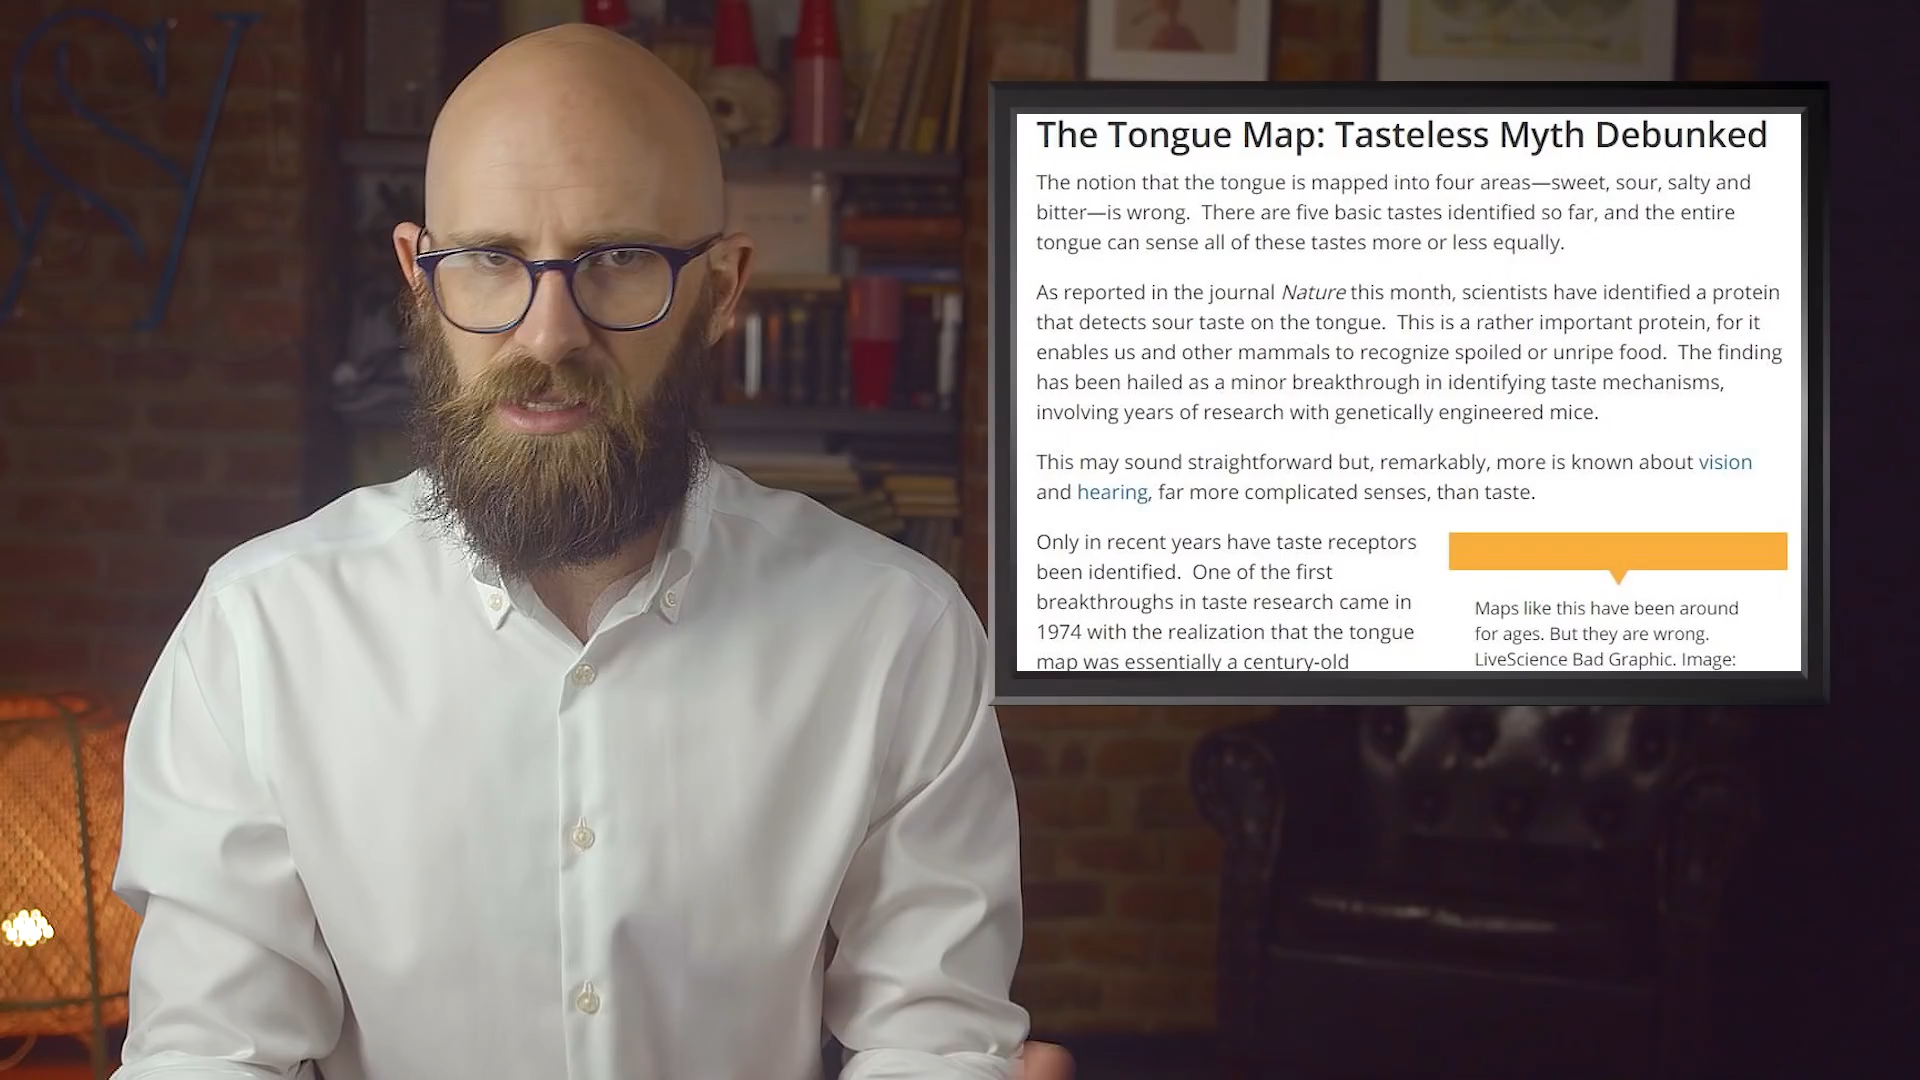 The Tongue Map: Tasteless Myth Debunked
The notion that the tongue is mapped into four areas—sweet, sour, salty and
bitter—is wrong.  There are five basic tastes identified so far, and the entire
tongue can sense all of these tastes more or less equally.
As reported in the journal Nature this month, scientists have identified a protein
that detects sour taste on the tongue.  This is a rather important protein, for it
enables us and other mammals to recognize spoiled or unripe food.  The finding
has been hailed as a minor breakthrough in identifying taste mechanisms,
involving years of research with genetically engineered mice.
This may sound straightforward but, remarkably, more is known about vision
and hearing, far more complicated senses, than taste.
Only in recent years have taste receptors
been identified.  One of the first
breakthroughs in taste research came in
1974 with the realization that the tongue
map was essentially a century-old
Maps like this have been around
for ages. But they are wrong.
LiveScience Bad Graphic. Image: